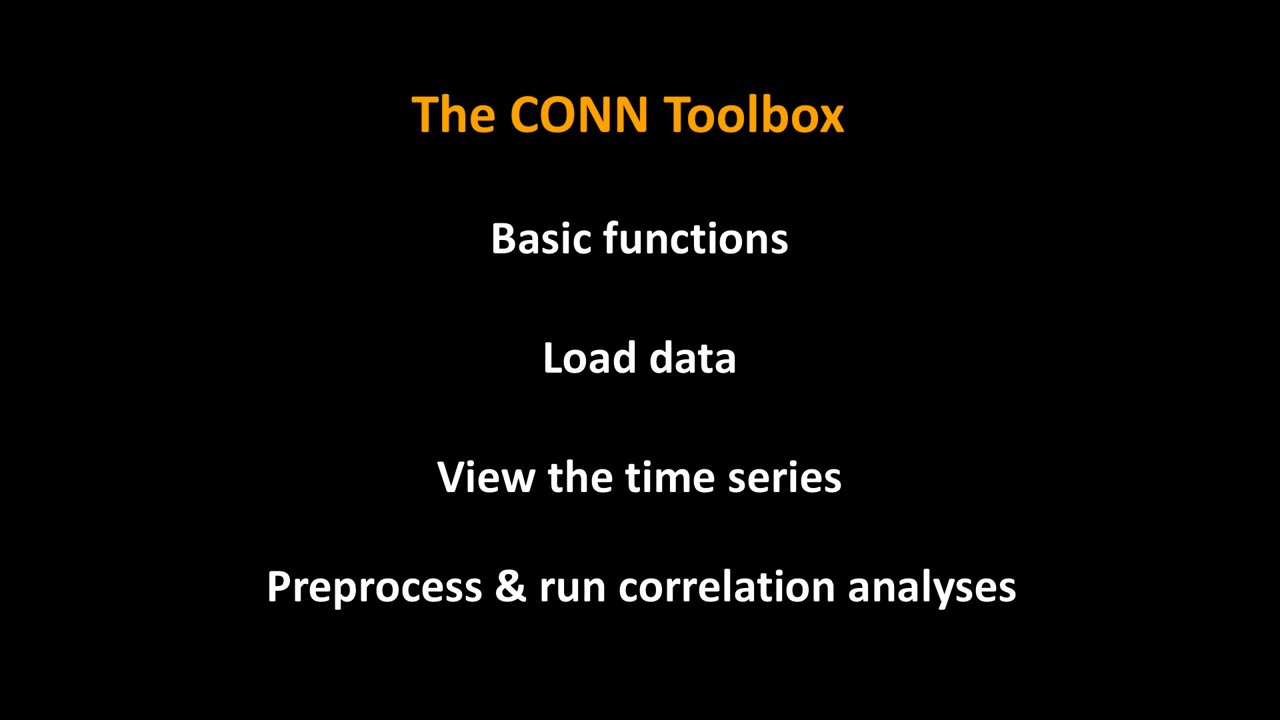 The CONN Toolbox
Basic functions
Load data
View the time series
Preprocess & run correlation analyses